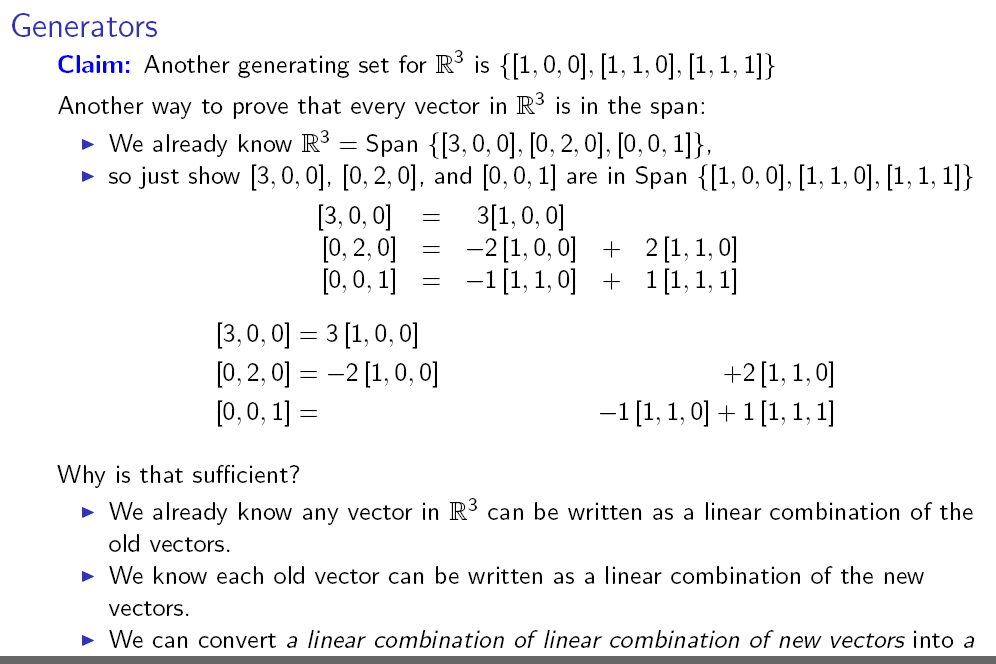 Generators
Claim: Another generating set for ℝ³ is {[1, 0, 0], [1, 1, 0], [1, 1, 1]}
Another way to prove that every vector in ℝ³ is in the span:
▶ We already know ℝ³ = Span {[3, 0, 0], [0, 2, 0], [0, 0, 1]},
▶ so just show [3, 0, 0], [0, 2, 0], and [0, 0, 1] are in Span {[1, 0, 0], [1, 1, 0], [1, 1, 1]}
[3, 0, 0] = 3[1, 0, 0]
[0, 2, 0] = −2 [1, 0, 0] + 2 [1, 1, 0]
[0, 0, 1] = −1 [1, 1, 0] + 1 [1, 1, 1]
[3, 0, 0] = 3 [1, 0, 0]
[0, 2, 0] = −2 [1, 0, 0] +2 [1, 1, 0]
[0, 0, 1] = −1 [1, 1, 0] + 1 [1, 1, 1]
Why is that sufficient?
▶ We already know any vector in ℝ³ can be written as a linear combination of the
old vectors.
▶ We know each old vector can be written as a linear combination of the new
vectors.
▶ We can convert a linear combination of linear combination of new vectors into a